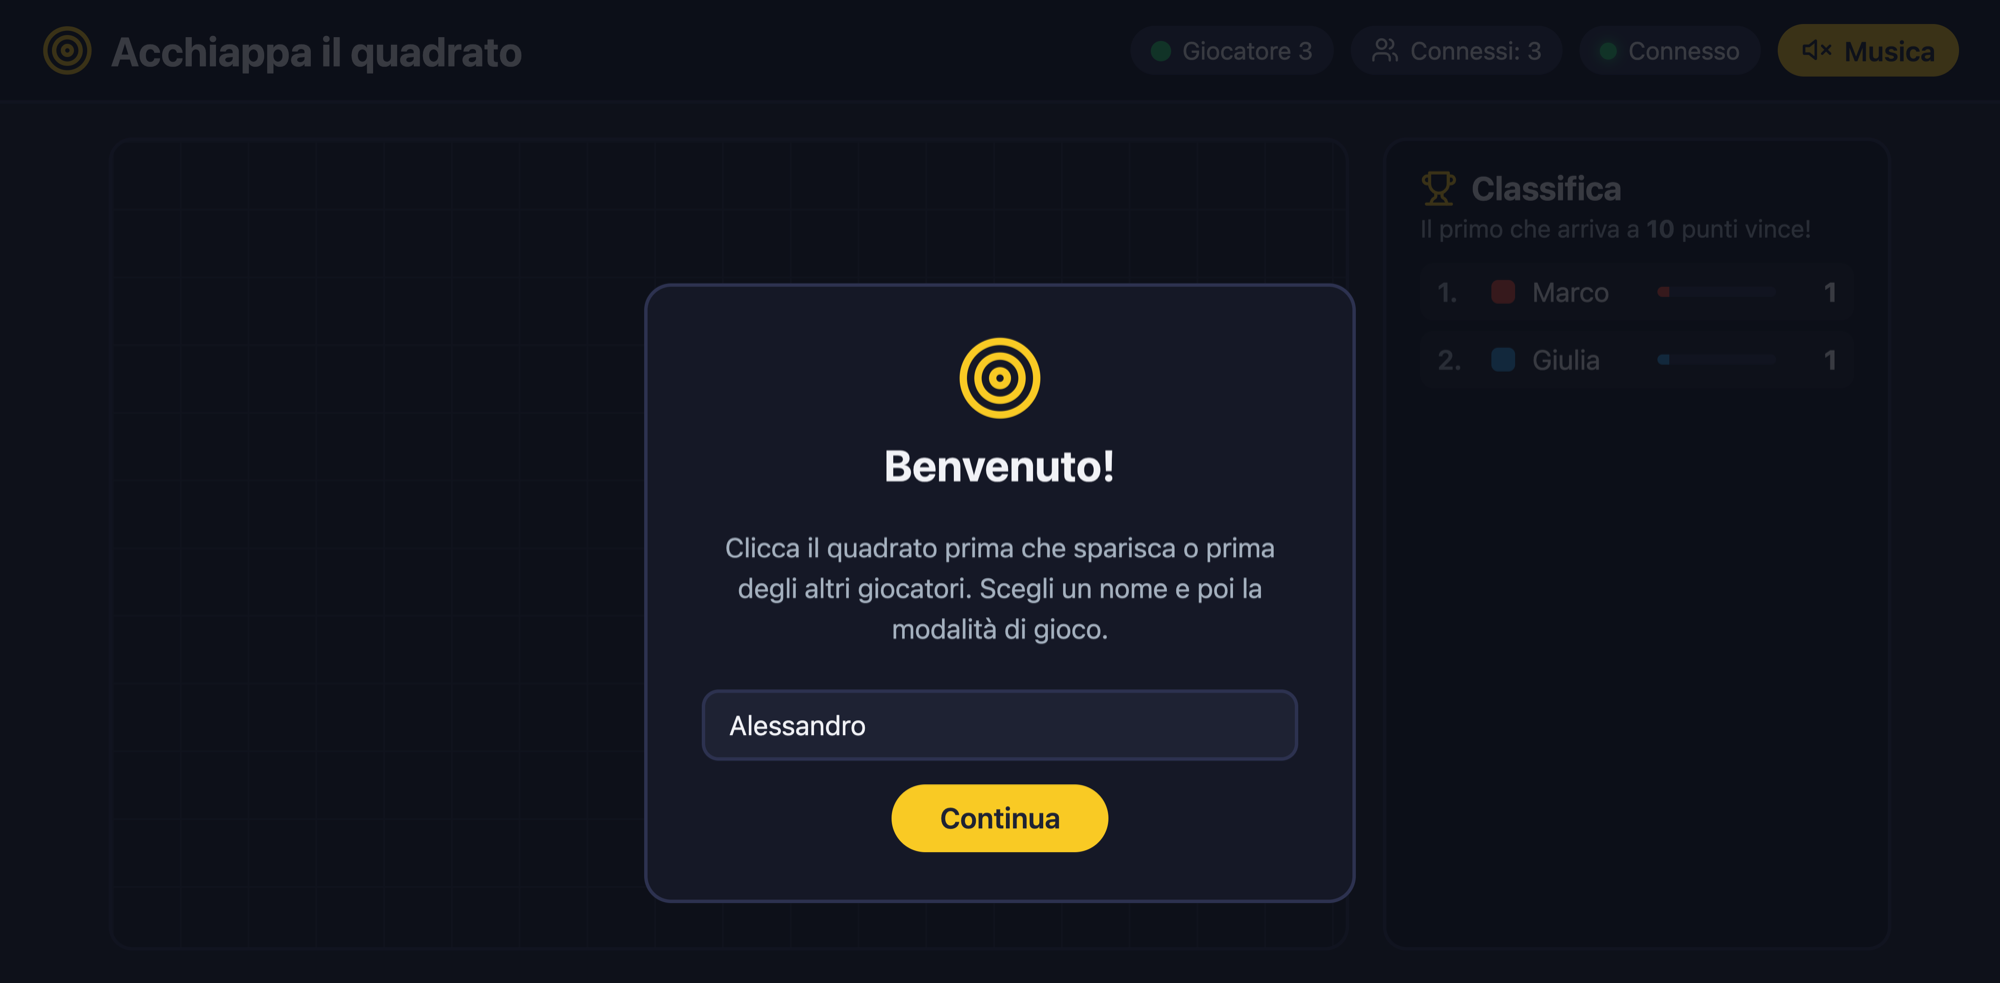 Acchiappa il quadrato
Giocatore 3
Connessi: 3
Connesso
Musica
Classifica
Il primo che arriva a 10 punti vince!
1. Marco 1
2. Giulia 1
Benvenuto!
Clicca il quadrato prima che sparisca o prima
degli altri giocatori. Scegli un nome e poi la
modalità di gioco.
Alessandro
Continua